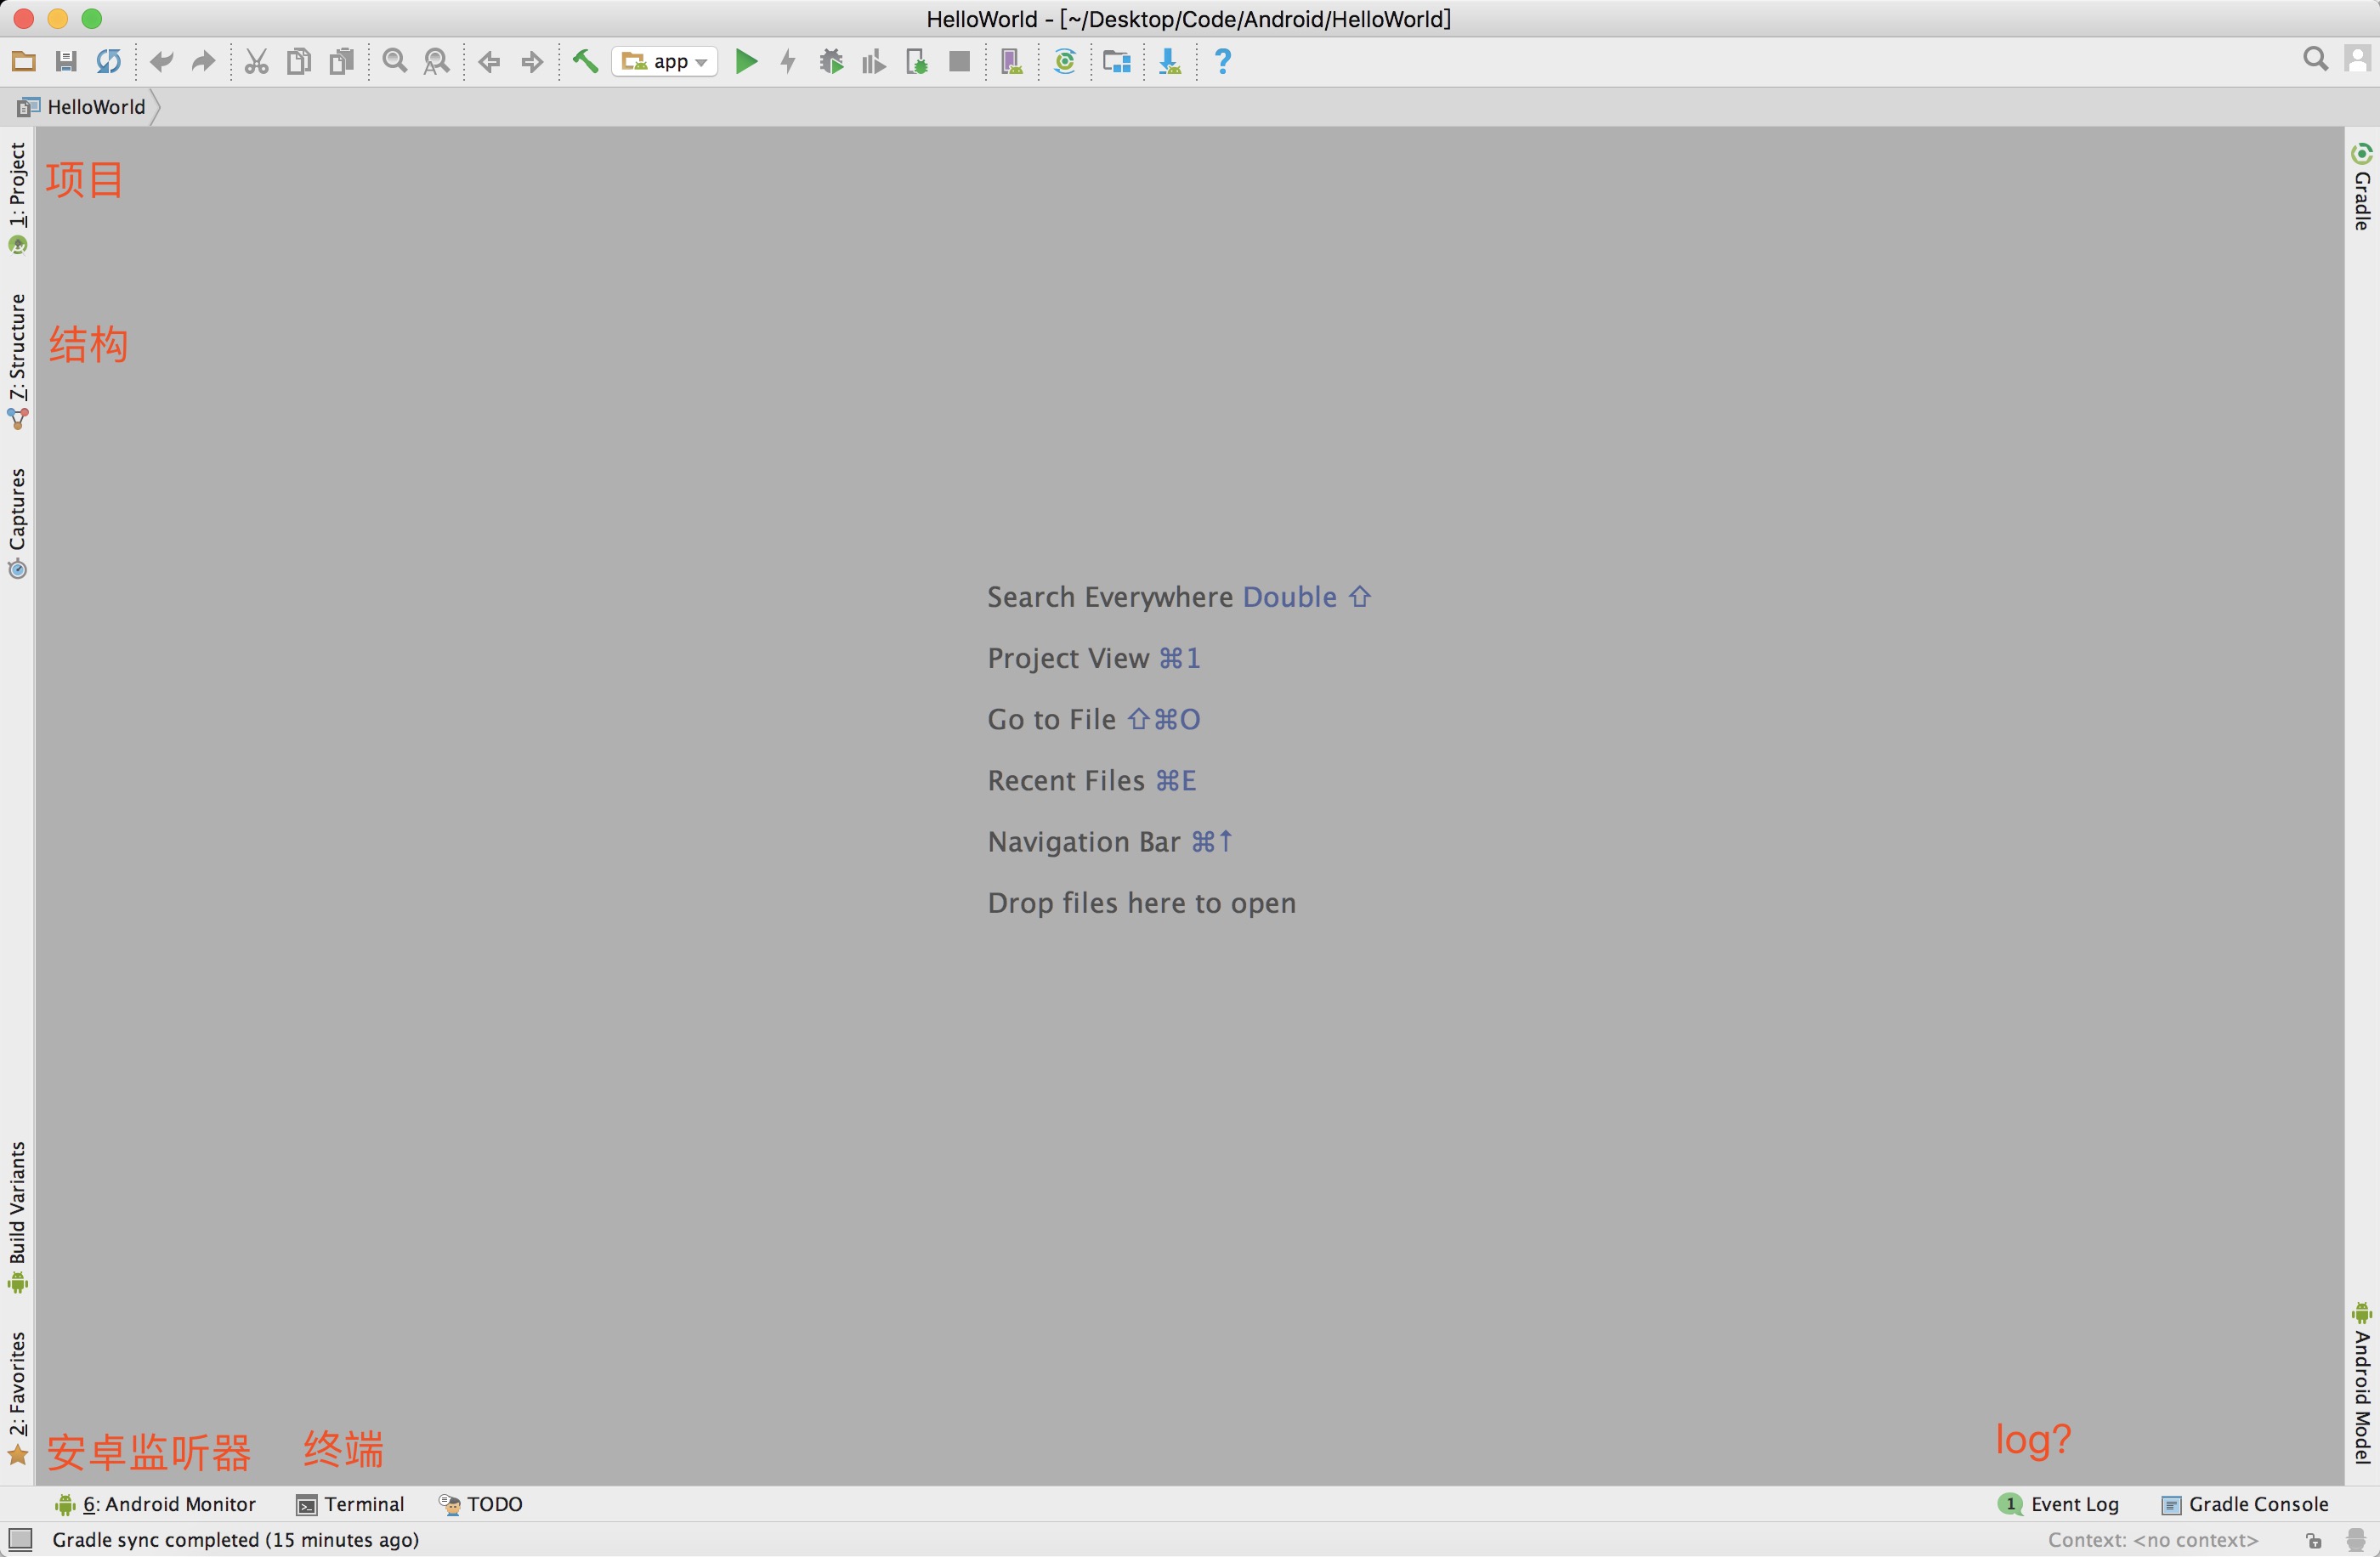 HelloWorld - [~/Desktop/Code/Android/HelloWorld]
app
?
HelloWorld
1: Project
项目
Gradle
7: Structure
结构
Captures
Search Everywhere Double ⇧
Project View ⌘1
Go to File ⇧⌘O
Recent Files ⌘E
Navigation Bar ⌘↑
Drop files here to open
Build Variants
2: Favorites
Android Model
安卓监听器 终端
log?
6: Android Monitor Terminal TODO
1 Event Log Gradle Console
Gradle sync completed (15 minutes ago)
Context: <no context>